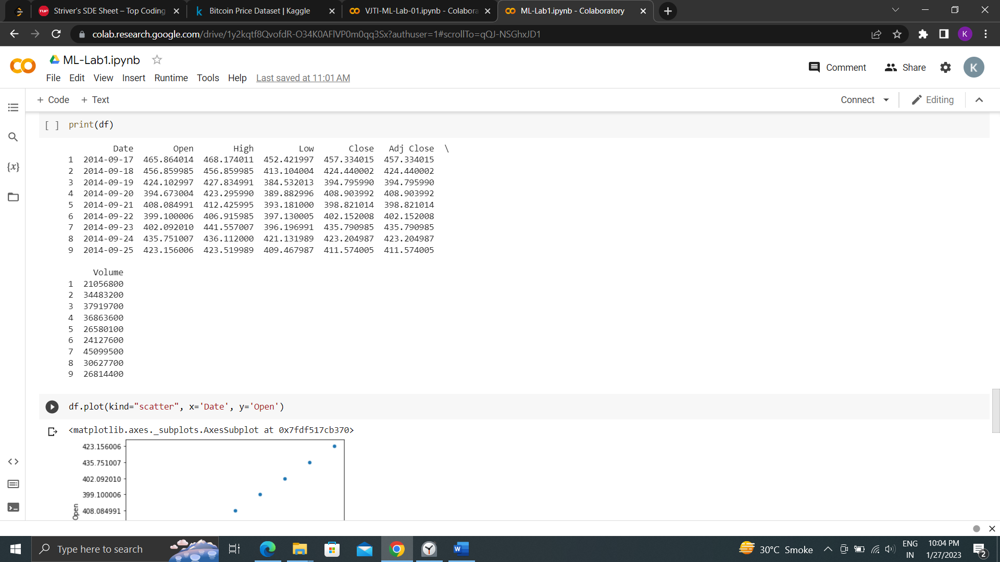 Striver's SDE Sheet – Top Coding
Bitcoin Price Dataset | Kaggle
VJTI-ML-Lab-01.ipynb - Colabora
ML-Lab1.ipynb - Colaboratory
colab.research.google.com/drive/1y2kqtf8QvofdR-O34K0AFlVP0m0qq3Sx?authuser=1#scrollTo=qQJ-NSGhxJD1
K
ML-Lab1.ipynb
Comment Share K
File Edit View Insert Runtime Tools Help Last saved at 11:01 AM
+ Code + Text Connect Editing
[ ] print(df)
Date Open High Low Close Adj Close \
1 2014-09-17 465.864014 468.174011 452.421997 457.334015 457.334015
2 2014-09-18 456.859985 456.859985 413.104004 424.440002 424.440002
3 2014-09-19 424.102997 427.834991 384.532013 394.795990 394.795990
4 2014-09-20 394.673004 423.295990 389.882996 408.903992 408.903992
5 2014-09-21 408.084991 412.425995 393.181000 398.821014 398.821014
6 2014-09-22 399.100006 406.915985 397.130005 402.152008 402.152008
7 2014-09-23 402.092010 441.557007 396.196991 435.790985 435.790985
8 2014-09-24 435.751007 436.112000 421.131989 423.204987 423.204987
9 2014-09-25 423.156006 423.519989 409.467987 411.574005 411.574005
Volume
1 21056800
2 34483200
3 37919700
4 36863600
5 26580100
6 24127600
7 45099500
8 30627700
9 26814400
df.plot(kind="scatter", x='Date', y='Open')
<matplotlib.axes._subplots.AxesSubplot at 0x7fdf517cb370>
423.156006
435.751007
402.092010
399.100006
408.084991
Open
Type here to search
30°C Smoke
ENG
IN
10:04 PM
1/27/2023
2